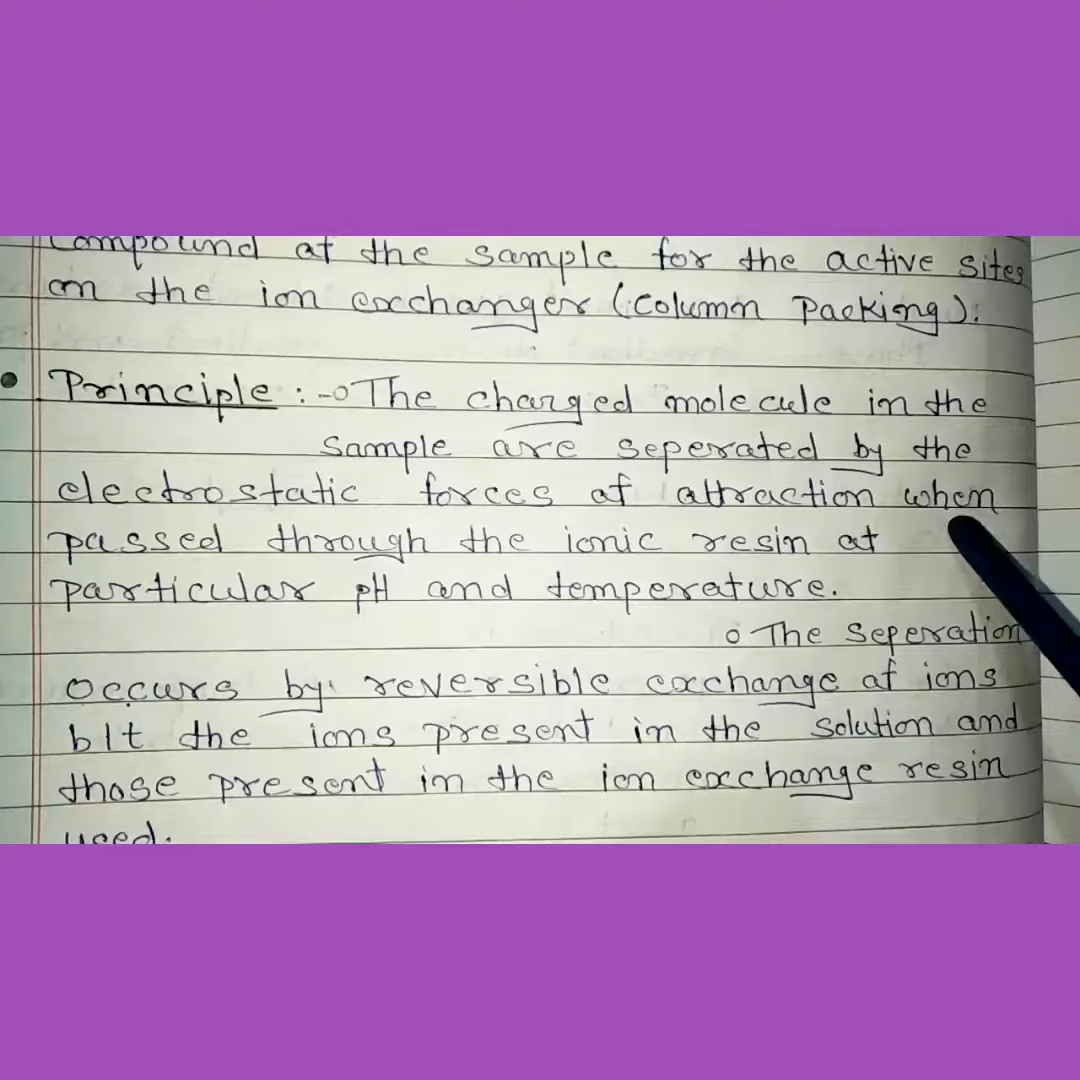 Compound at the sample for the active sites
on the ion exchanger (Column Packing).
Principle :- The charged molecule in the
sample are seperated by the
electrostatic forces of attraction when
passed through the ionic resin at
particular pH and temperature.
The seperation
occurs by reversible exchange of ions
b/t the ions present in the solution and
those present in the ion exchange resin
used.